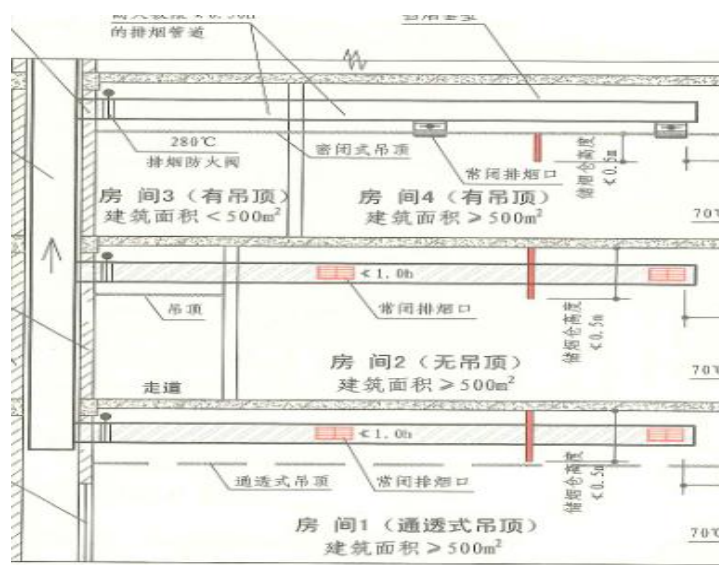 的排烟管道
280℃
排烟防火阀
密闭式吊顶
常闭排烟口
储烟仓高度
≮0.5m
房 间3（有吊顶）
建筑面积＜500m²
房 间4（有吊顶）
建筑面积≥500m²
70℃
≮1.0h
吊顶
常闭排烟口
储烟仓高度
≮0.5m
房 间2（无吊顶）
建筑面积≥500m²
走道
70℃
≮1.0h
通透式吊顶
常闭排烟口
储烟仓高度
≮0.5m
房 间1（通透式吊顶）
建筑面积≥500m²
70℃